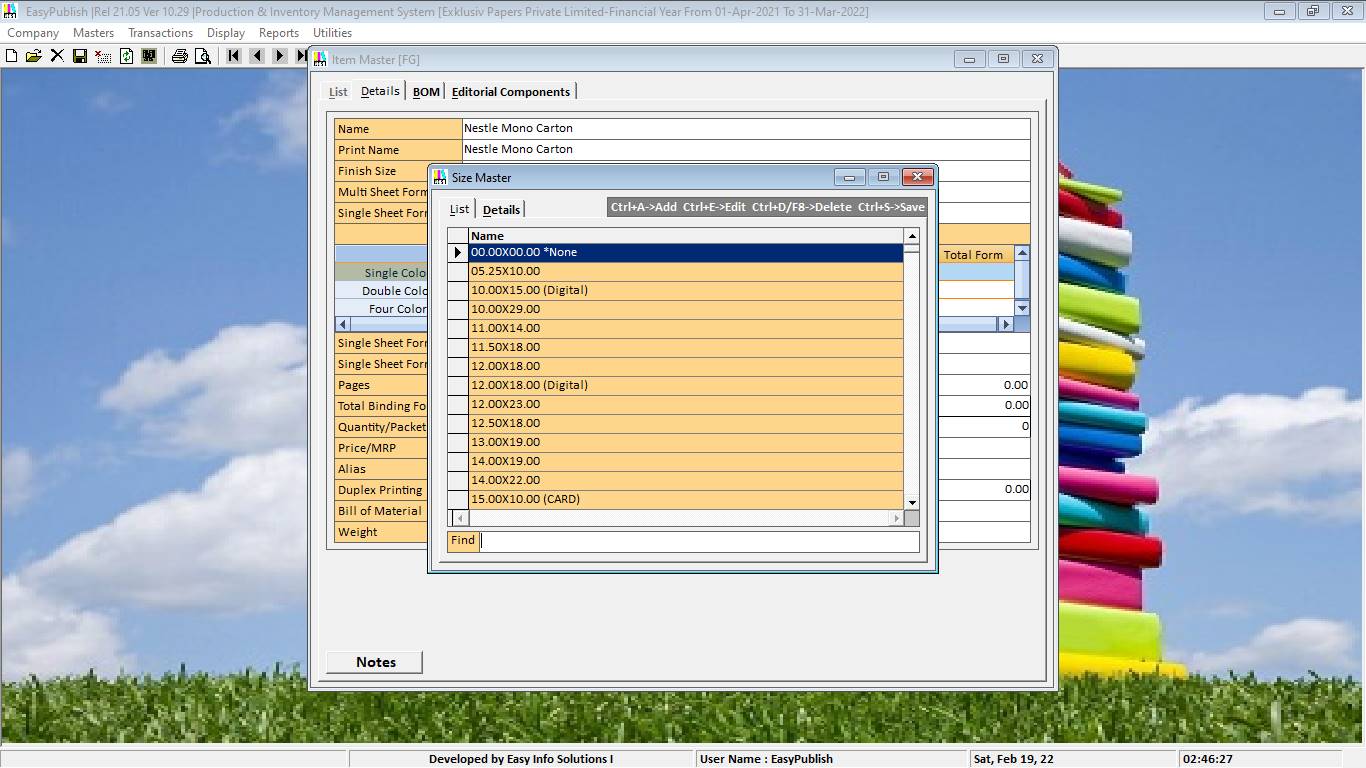 EasyPublish |Rel 21.05 Ver 10.29 |Production & Inventory Management System [Exklusiv Papers Private Limited-Financial Year From 01-Apr-2021 To 31-Mar-2022]
Company Masters Transactions Display Reports Utilities
Item Master [FG]
List Details BOM Editorial Components
Name Nestle Mono Carton
Print Name Nestle Mono Carton
Finish Size
Multi Sheet Form
Single Sheet Form
Total Form
Single Colo
Double Colo
Four Color
Single Sheet Form
Single Sheet Form
Pages 0.00
Total Binding Fo 0.00
Quantity/Packet 0
Price/MRP
Alias
Duplex Printing 0.00
Bill of Material
Weight
Notes
Size Master
List Details Ctrl+A->Add Ctrl+E->Edit Ctrl+D/F8->Delete Ctrl+S->Save
Name
00.00X00.00 *None
05.25X10.00
10.00X15.00 (Digital)
10.00X29.00
11.00X14.00
11.50X18.00
12.00X18.00
12.00X18.00 (Digital)
12.00X23.00
12.50X18.00
13.00X19.00
14.00X19.00
14.00X22.00
15.00X10.00 (CARD)
Find
Developed by Easy Info Solutions I User Name : EasyPublish Sat, Feb 19, 22 02:46:27